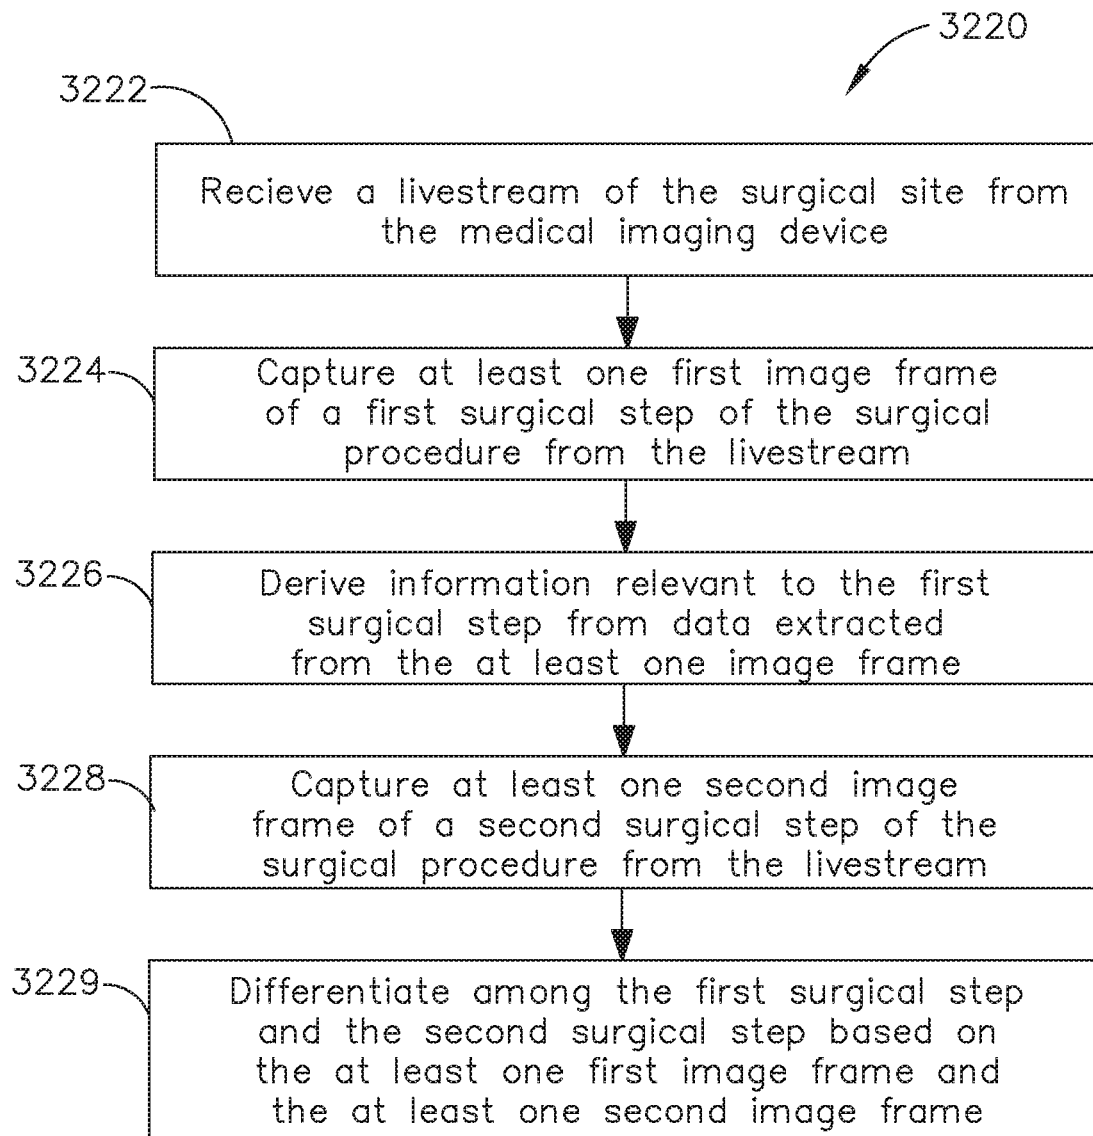 3220
3222
Recieve a livestream of the surgical site from
the medical imaging device
3224
Capture at least one first image frame
of a first surgical step of the surgical
procedure from the livestream
3226
Derive information relevant to the first
surgical step from data extracted
from the at least one image frame
3228
Capture at least one second image
frame of a second surgical step of the
surgical procedure from the livestream
3229
Differentiate among the first surgical step
and the second surgical step based on
the at least one first image frame and
the at least one second image frame